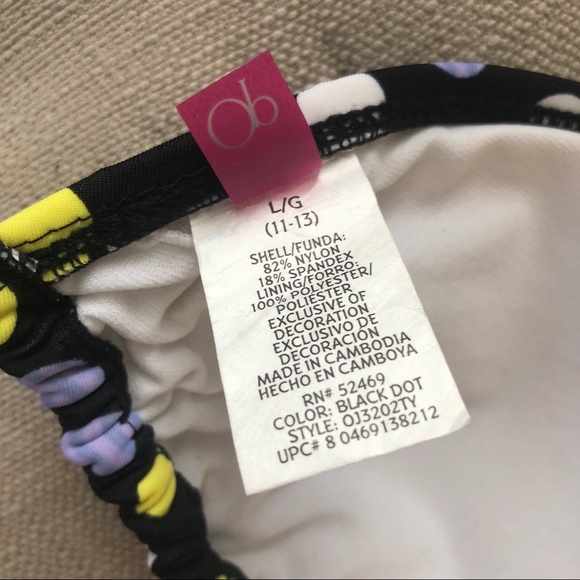 Ob
L/G
(11-13)
SHELL/FUNDA:
82% NYLON
18% SPANDEX
LINING/FORRO:
100% POLYESTER/
POLIESTER
EXCLUSIVE OF
DECORATION
EXCLUSIVO DE
DECORACIÓN
MADE IN CAMBODIA
HECHO EN CAMBOYA
RN# 52469
COLOR: BLACK DOT
STYLE: OJ3202TY
UPC# 8 0469138212